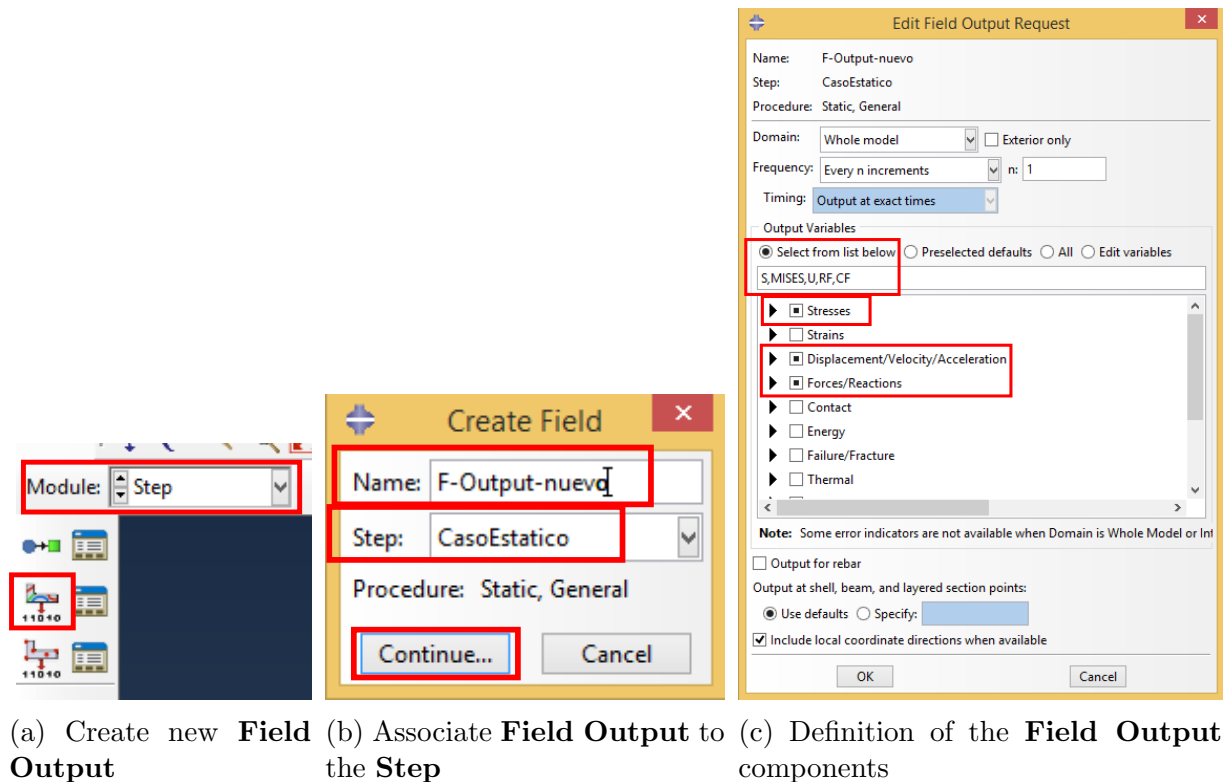 Module: Step
11010
11010
(a) Create new Field Output
Create Field
Name: F-Output-nuevo
Step: CasoEstatico
Procedure: Static, General
Continue... Cancel
(b) Associate Field Output to the Step
Edit Field Output Request
Name: F-Output-nuevo
Step: CasoEstatico
Procedure: Static, General
Domain: Whole model Exterior only
Frequency: Every n increments n: 1
Timing: Output at exact times
Output Variables
Select from list below Preselected defaults All Edit variables
S,MISES,U,RF,CF
Stresses
Strains
Displacement/Velocity/Acceleration
Forces/Reactions
Contact
Energy
Failure/Fracture
Thermal
Note: Some error indicators are not available when Domain is Whole Model or Int
Output for rebar
Output at shell, beam, and layered section points:
Use defaults Specify:
Include local coordinate directions when available
OK Cancel
(c) Definition of the Field Output components